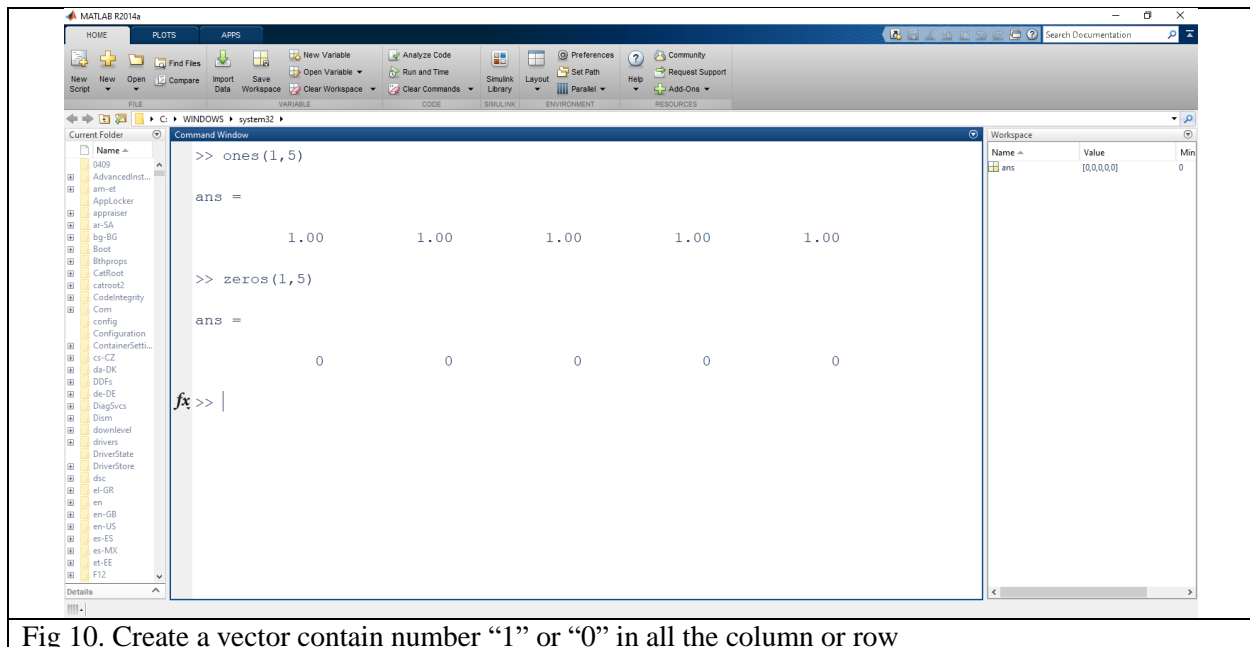 MATLAB R2014a
HOME PLOTS APPS
Search Documentation
New Script
New
Open
Find Files
Compare
Import Data
Save Workspace
New Variable
Open Variable
Clear Workspace
Analyze Code
Run and Time
Clear Commands
Simulink Library
Layout
Preferences
Set Path
Parallel
Help
Community
Request Support
Add-Ons
FILE VARIABLE CODE SIMULINK ENVIRONMENT RESOURCES
C: WINDOWS system32
Current Folder
Name
0409
AdvancedInst...
am-et
AppLocker
appraiser
ar-SA
bg-BG
Boot
Bthprops
CatRoot
catroot2
CodeIntegrity
Com
config
Configuration
ContainerSetti...
cs-CZ
da-DK
DDFs
de-DE
DiagSvcs
Dism
downlevel
drivers
DriverState
DriverStore
dsc
el-GR
en
en-GB
en-US
es-ES
es-MX
et-EE
F12
Details
Command Window
>> ones(1,5)
ans =
1.00 1.00 1.00 1.00 1.00
>> zeros(1,5)
ans =
0 0 0 0 0
fx >>
Workspace
Name Value Min
ans [0,0,0,0,0] 0
Fig 10. Create a vector contain number “1” or “0” in all the column or row